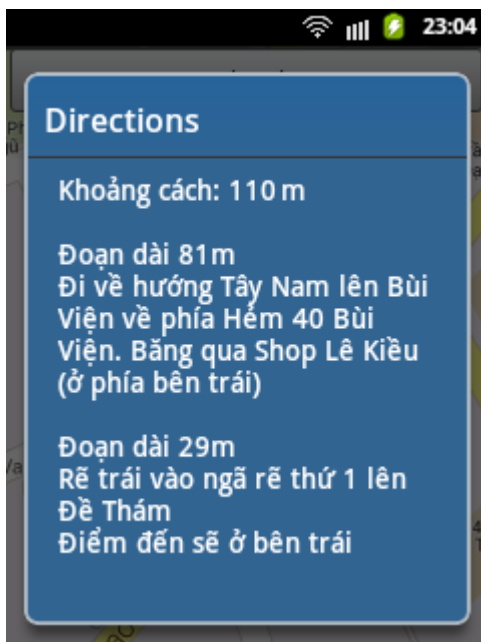 23:04
Directions
Khoảng cách: 110 m
Đoạn dài 81m
Đi về hướng Tây Nam lên Bùi
Viện về phía Hẻm 40 Bùi
Viện. Băng qua Shop Lê Kiều
(ở phía bên trái)
Đoạn dài 29m
Rẽ trái vào ngã rẽ thứ 1 lên
Đề Thám
Điểm đến sẽ ở bên trái